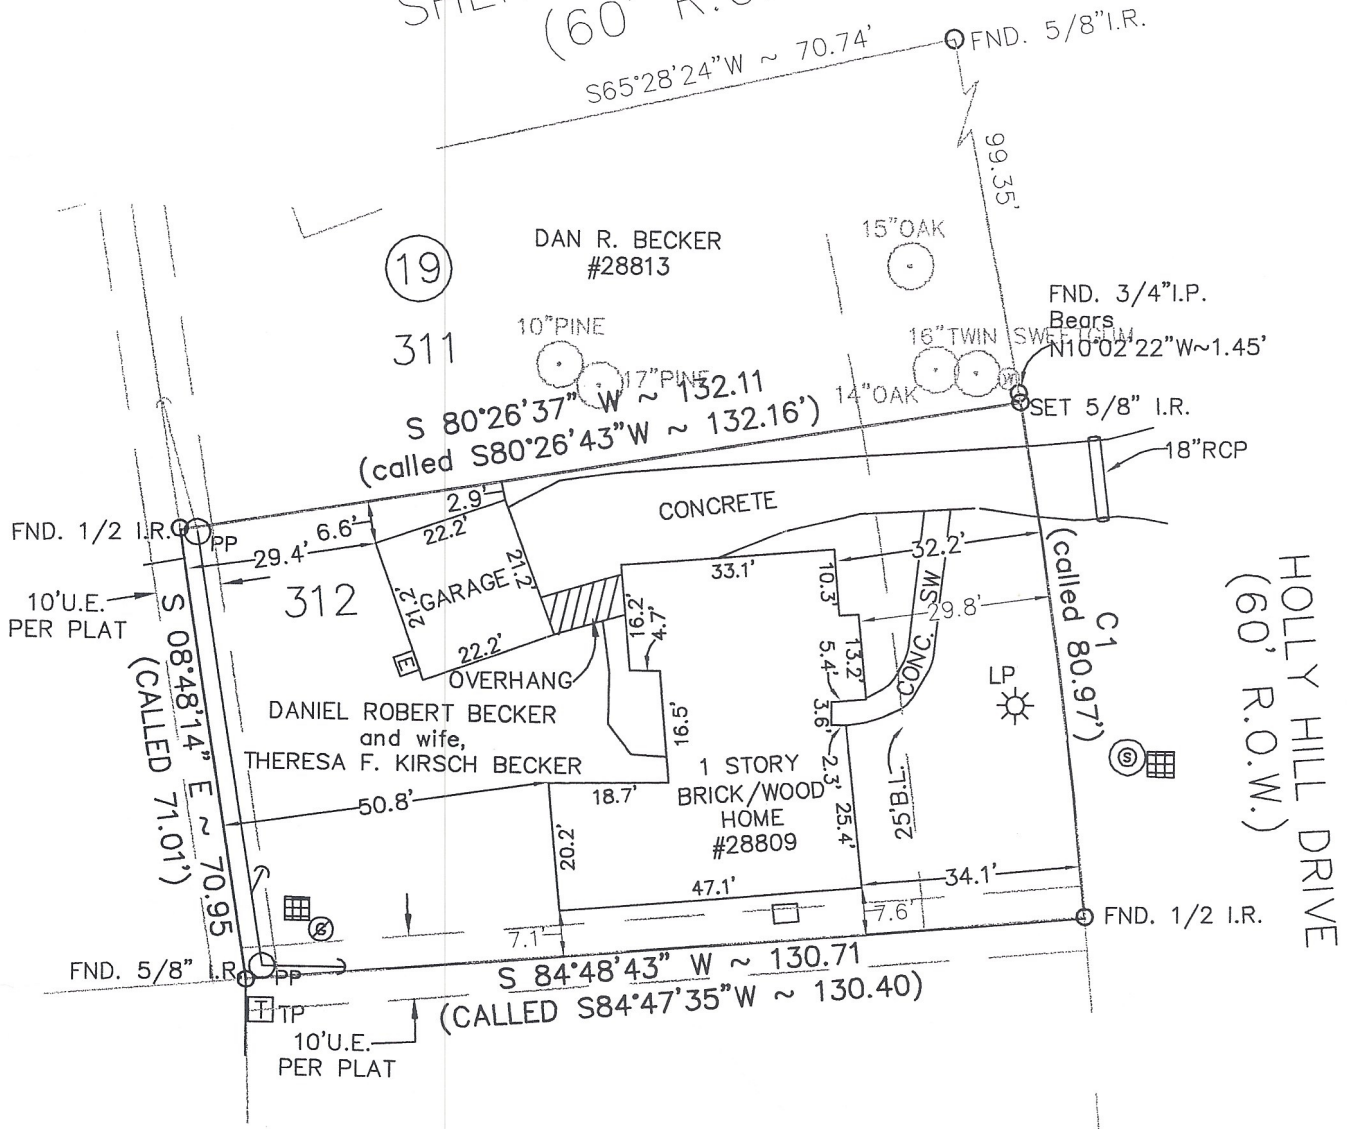 (60' R.O
S65°28'24"W ~ 70.74'
FND. 5/8"I.R.
99.35'
15"OAK
DAN R. BECKER
#28813
19
311
10"PINE
17"PINE
16"TWIN SWEETGUM
14"OAK
FND. 3/4"I.P.
Bears
N10°02'22"W~1.45'
S 80°26'37" W ~ 132.11
(called S80°26'43"W ~ 132.16')
SET 5/8" I.R.
18"RCP
CONCRETE
FND. 1/2 I.R.
PP
6.6'
2.9'
22.2'
29.4'
21.2'
GARAGE
21.2'
22.2'
E
312
10'U.E.
PER PLAT
33.1'
10.3'
32.2'
29.8'
16.2'
4.7'
13.2'
5.4'
3.6'
2.3'
25.4'
CONC. SW
OVERHANG
16.5'
LP
C1
(called 80.97')
HOLLY HILL DRIVE
(60' R.O.W.)
S
S 08°48'14" E ~ 70.95
(CALLED 71.01')
DANIEL ROBERT BECKER
and wife,
THERESA F. KIRSCH BECKER
50.8'
18.7'
20.2'
1 STORY
BRICK/WOOD
HOME
#28809
25'B.L.
47.1'
34.1'
7.1'
7.6'
FND. 1/2 I.R.
FND. 5/8" I.R.
PP
S 84°48'43" W ~ 130.71
(CALLED S84°47'35"W ~ 130.40)
T TP
10'U.E.
PER PLAT